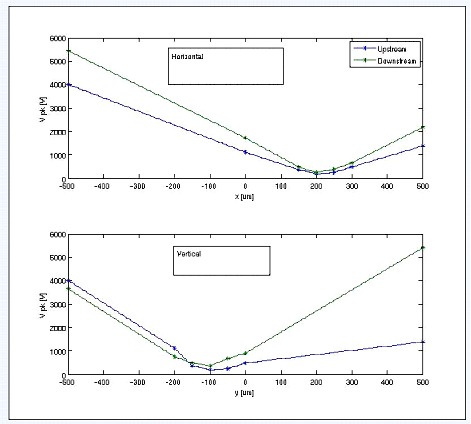 6000
5000
4000
3000
2000
1000
0
V pk [V]
Horizontal
Upstream
Downstream
-500 -400 -300 -200 -100 0 100 200 300 400 500
x [um]
6000
5000
4000
3000
2000
1000
0
V pk [V]
Vertical
-500 -400 -300 -200 -100 0 100 200 300 400 500
y [um]